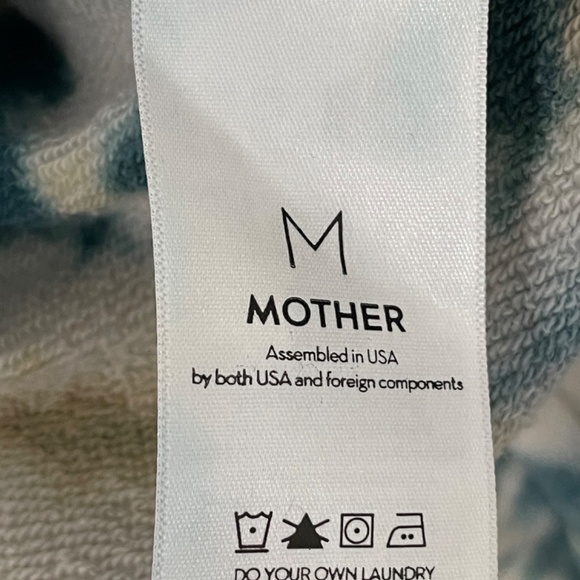 M
MOTHER
Assembled in USA
by both USA and foreign components
DO YOUR OWN LAUNDRY